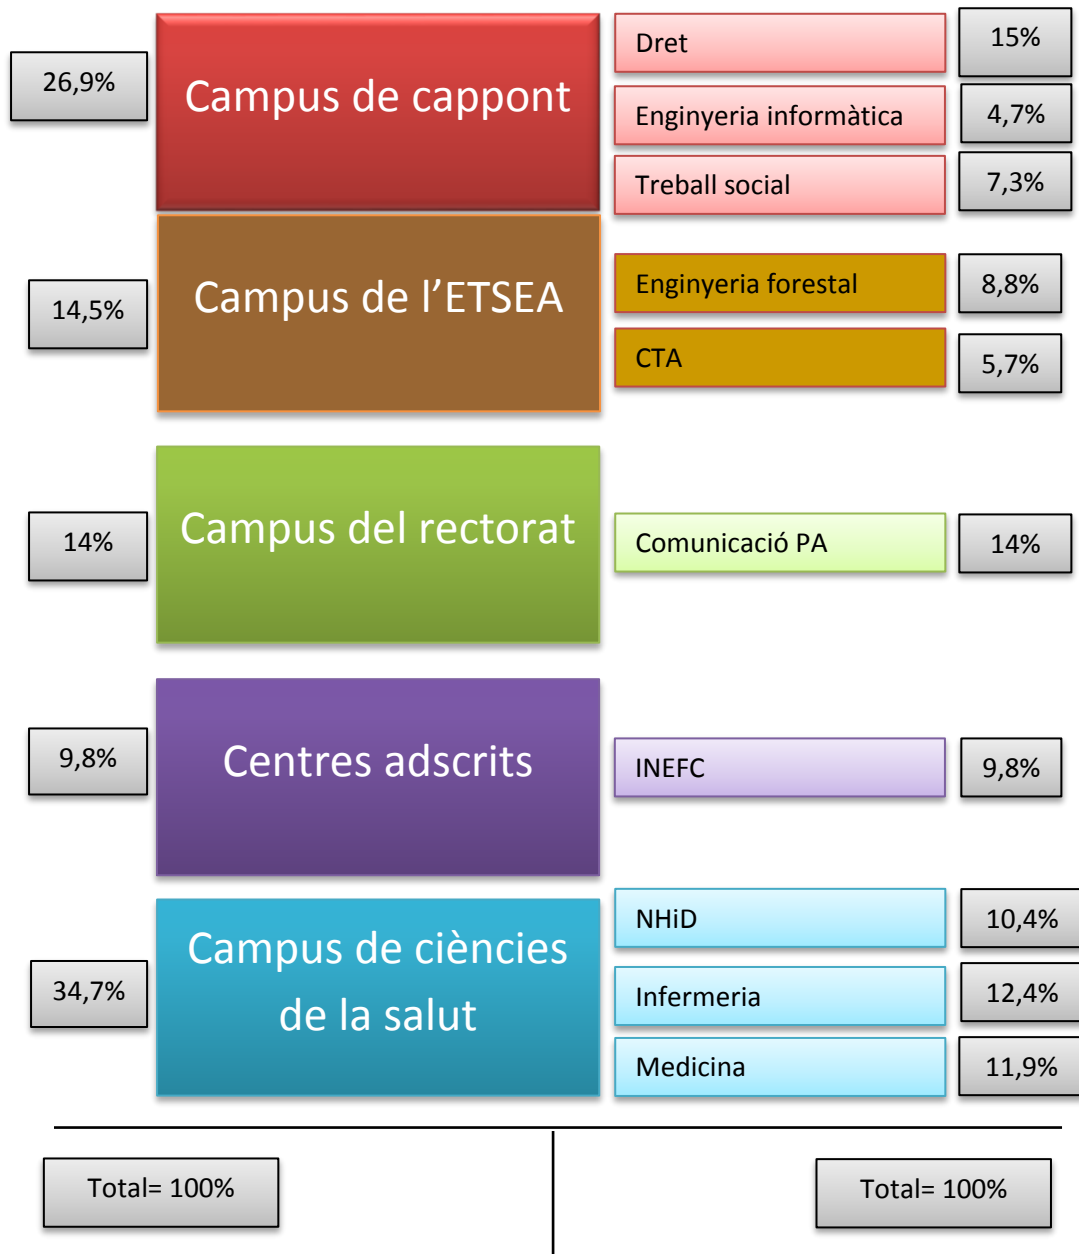 26,9%
Campus de cappont
Dret
15%
Enginyeria informàtica
4,7%
Treball social
7,3%
14,5%
Campus de l’ETSEA
Enginyeria forestal
8,8%
CTA
5,7%
14%
Campus del rectorat
Comunicació PA
14%
9,8%
Centres adscrits
INEFC
9,8%
34,7%
Campus de ciències
de la salut
NHiD
10,4%
Infermeria
12,4%
Medicina
11,9%
Total= 100%
Total= 100%